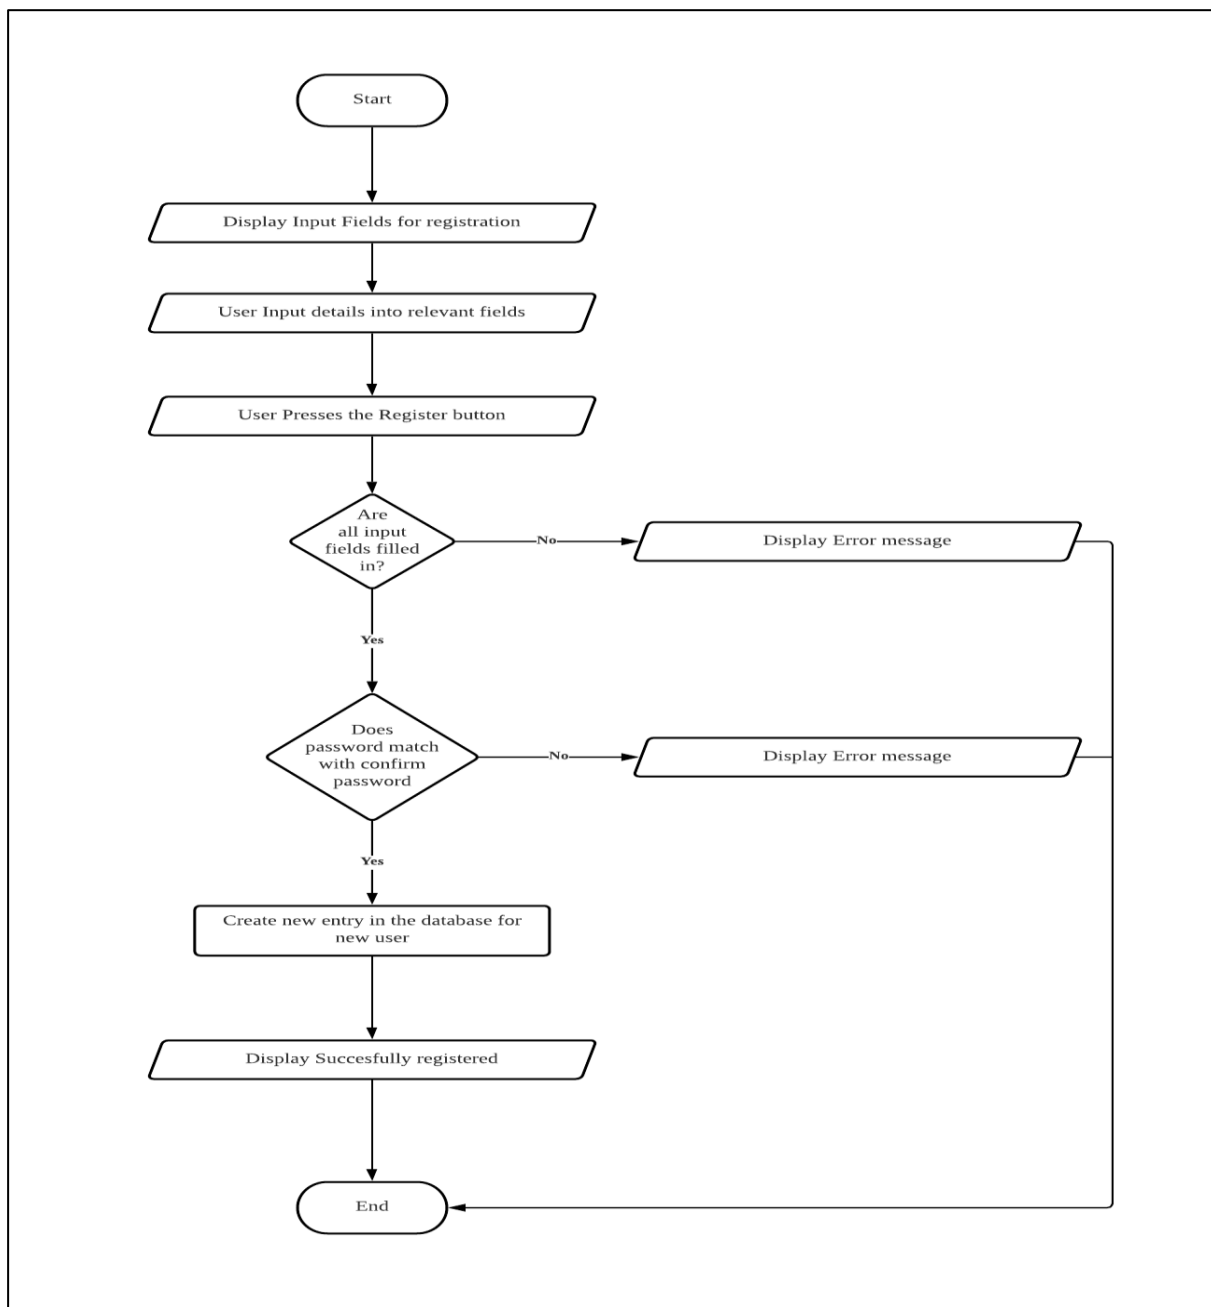 Start
Display Input Fields for registration
User Input details into relevant fields
User Presses the Register button
Are
all input
fields filled
in?
No
Display Error message
Yes
Does
password match
with confirm
password
No
Display Error message
Yes
Create new entry in the database for
new user
Display Succesfully registered
End